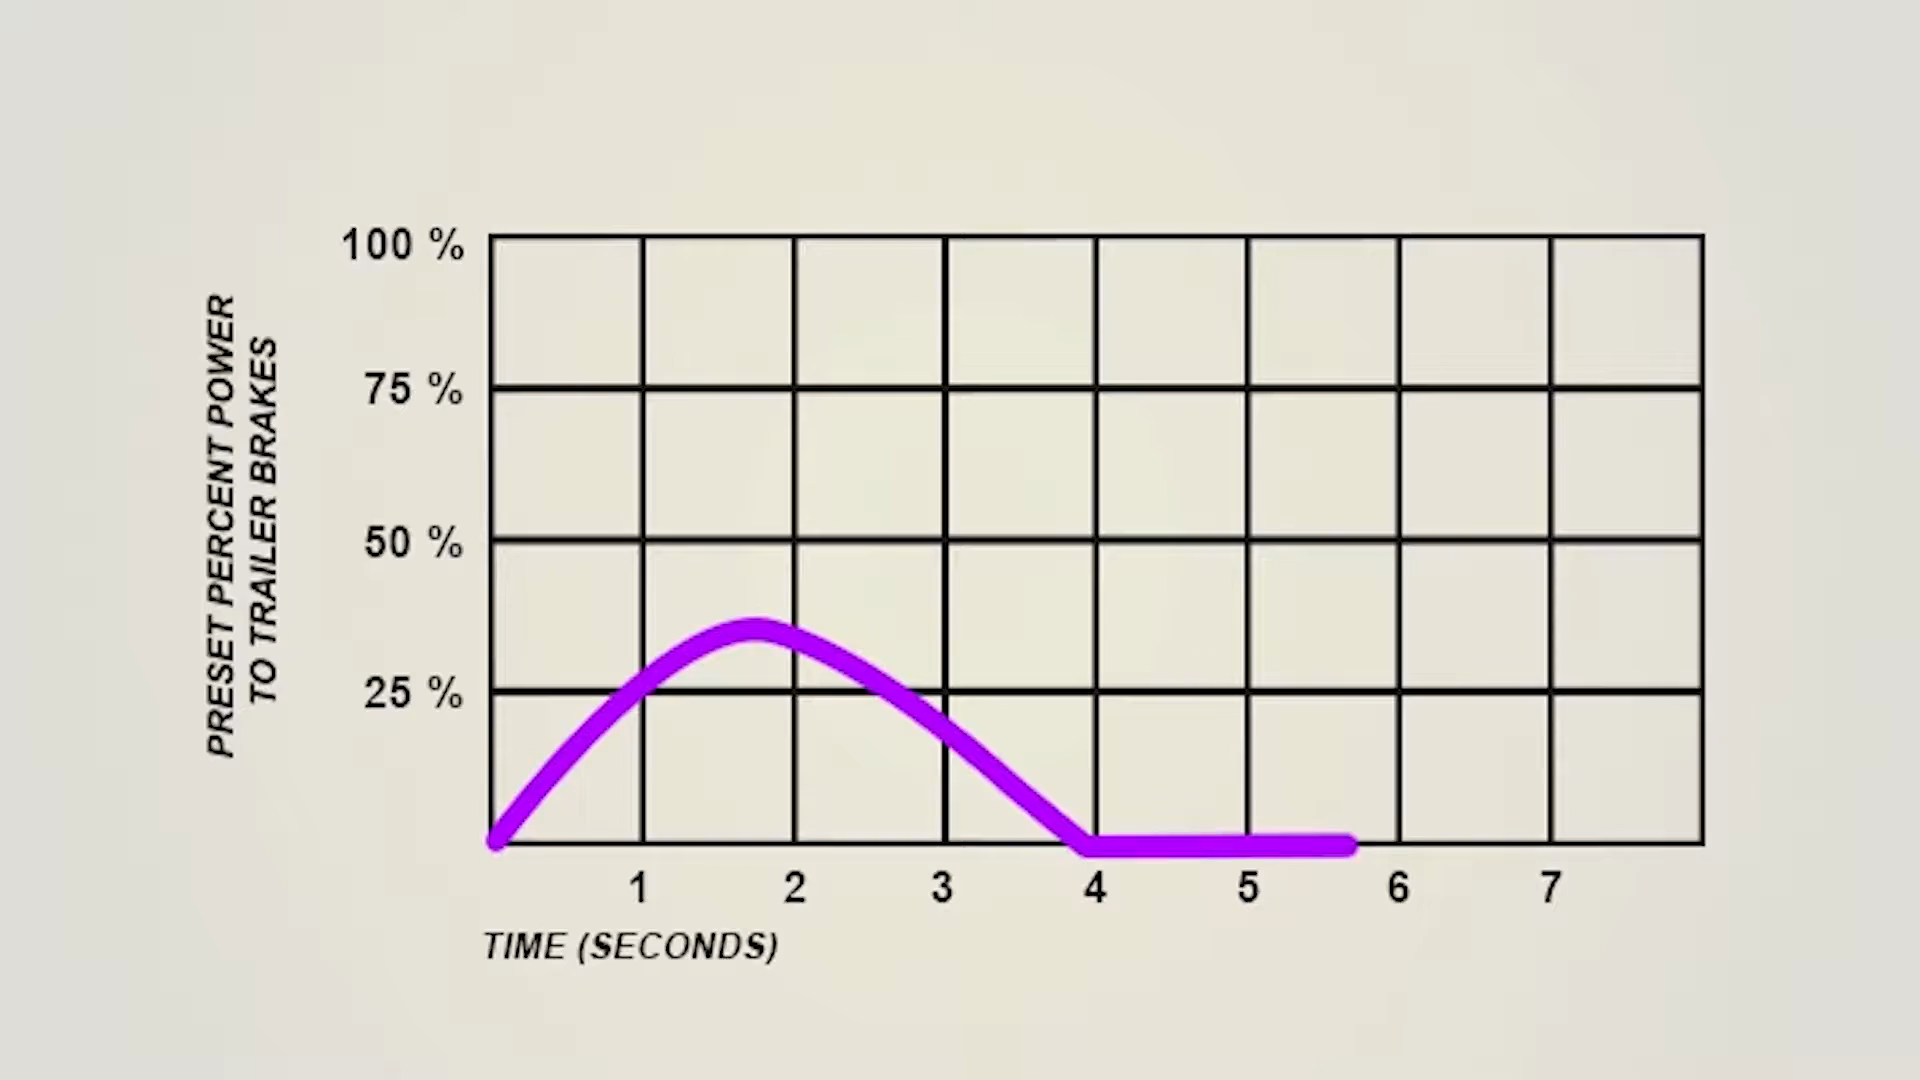 PRESET PERCENT POWER
TO TRAILER BRAKES
100 %
75 %
50 %
25 %
1 2 3 4 5 6 7
TIME (SECONDS)